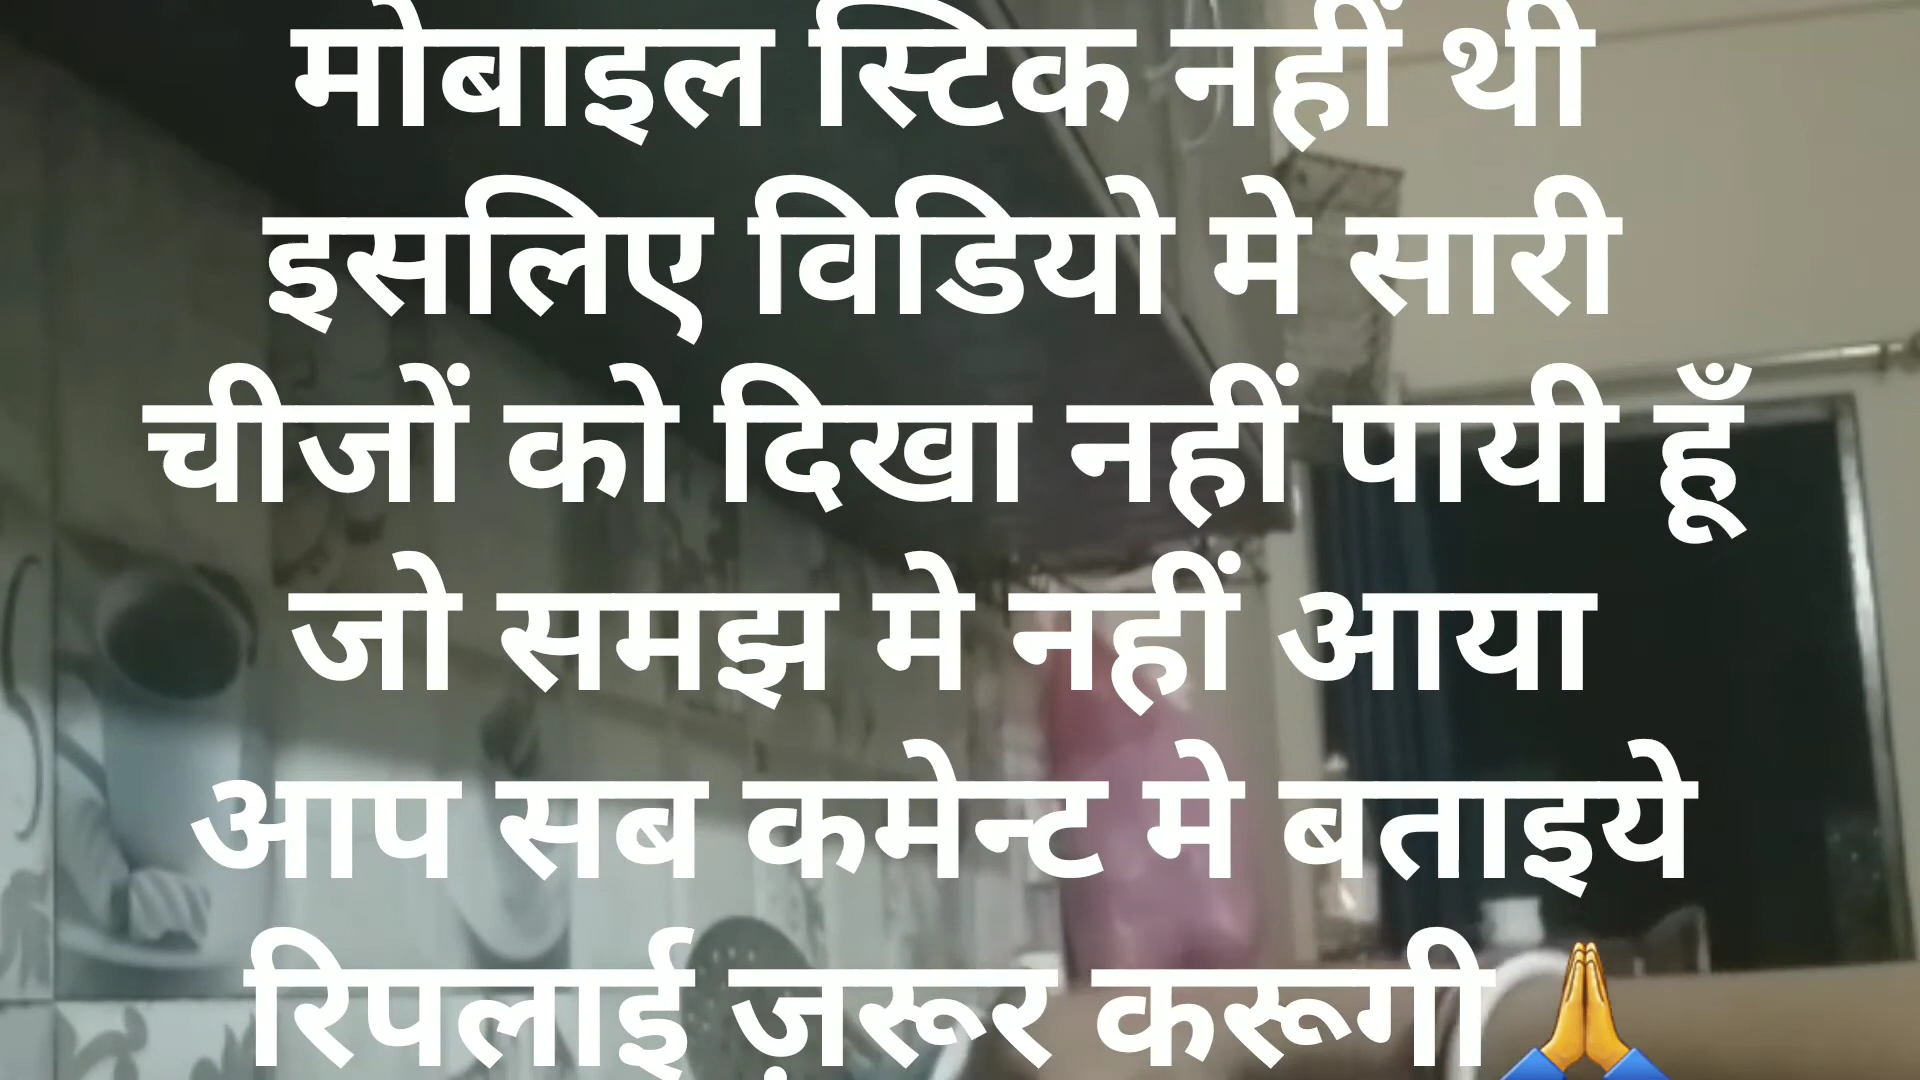 मोबाइल स्टिक नहीं थी
इसलिए विडियो मे सारी
चीजों को दिखा नहीं पायी हूँ
जो समझ मे नहीं आया
आप सब कमेन्ट मे बताइये
रिपलाई ज़रूर करूगी 🙏